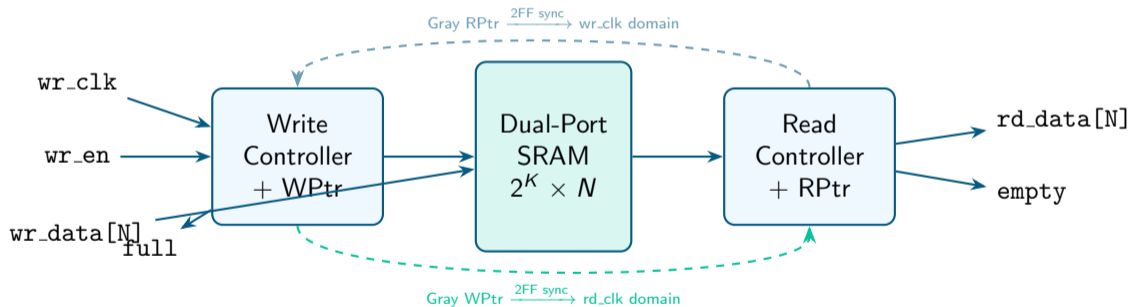 Gray RPtr 2FF sync → wr_clk domain
wr_clk
wr_en
wr_data[N]
full
Write
Controller
+ WPtr
Dual-Port
SRAM
2^K × N
Read
Controller
+ RPtr
rd_data[N]
empty
Gray WPtr 2FF sync → rd_clk domain